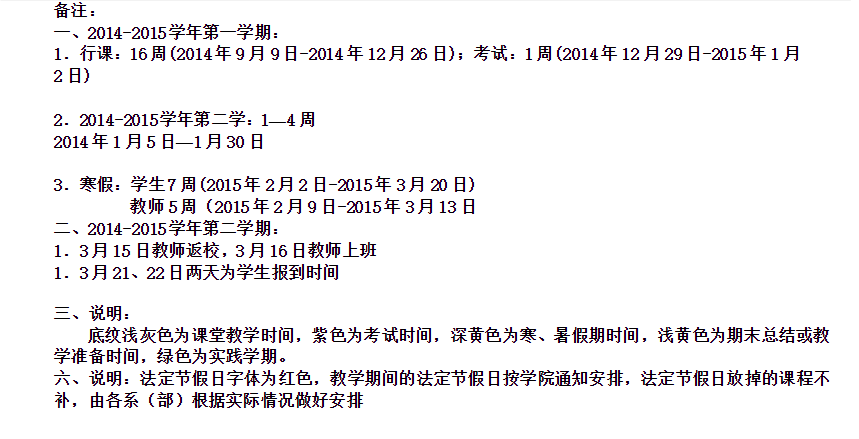 备注：
一、2014-2015学年第一学期：
1．行课：16周(2014年9月9日-2014年12月26日)；考试：1周(2014年12月29日-2015年1月
2日)
2．2014-2015学年第二学：1—4周
2014年1月5日—1月30日
3．寒假：学生7周(2015年2月2日-2015年3月20日)
教师5周（2015年2月9日-2015年3月13日
二、2014-2015学年第二学期：
1．3月15日教师返校，3月16日教师上班
1．3月21、22日两天为学生报到时间
三、说明：
底纹浅灰色为课堂教学时间，紫色为考试时间，深黄色为寒、暑假期时间，浅黄色为期末总结或教
学准备时间，绿色为实践学期。
六、说明：法定节假日字体为红色，教学期间的法定节假日按学院通知安排，法定节假日放掉的课程不
补，由各系（部）根据实际情况做好安排